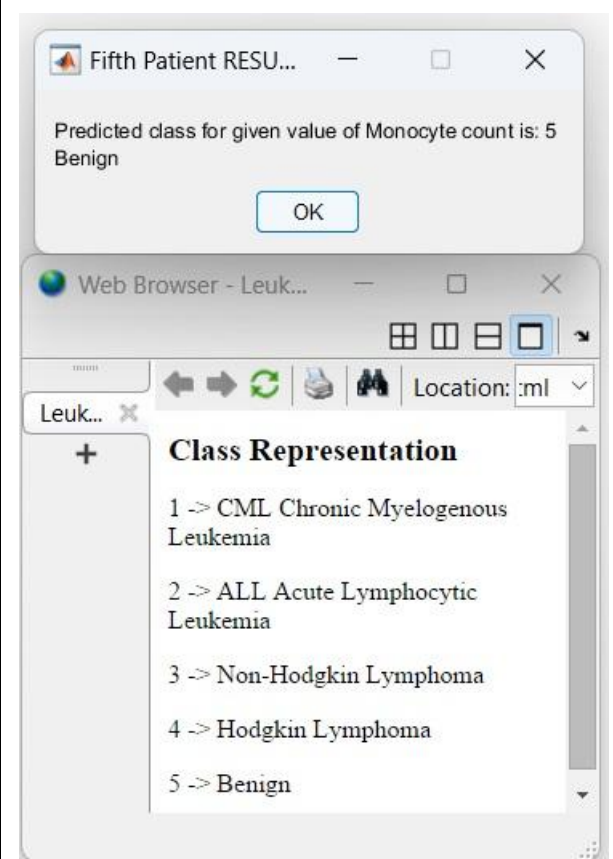 Fifth Patient RESU...
Predicted class for given value of Monocyte count is: 5
Benign
OK
Web Browser - Leuk...
Location: :ml
Leuk...
Class Representation
1 -> CML Chronic Myelogenous
Leukemia
2 -> ALL Acute Lymphocytic
Leukemia
3 -> Non-Hodgkin Lymphoma
4 -> Hodgkin Lymphoma
5 -> Benign